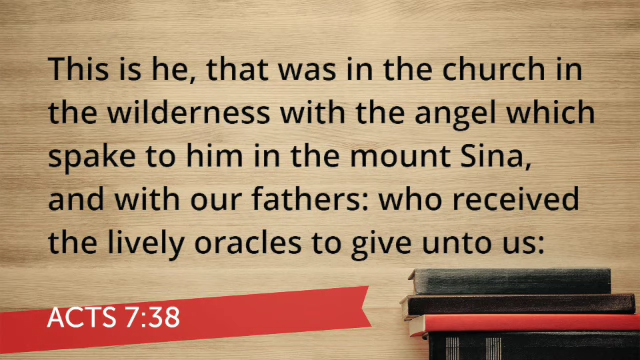 This is he, that was in the church in
the wilderness with the angel which
spake to him in the mount Sina,
and with our fathers: who received
the lively oracles to give unto us:
ACTS 7:38